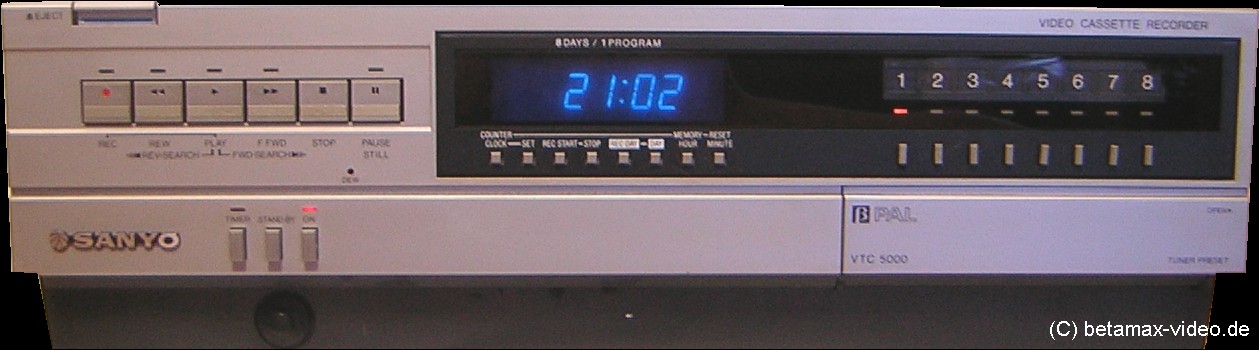 EJECT
VIDEO CASSETTE RECORDER
8 DAYS / 1 PROGRAM
21:02
1 2 3 4 5 6 7 8
COUNTER MEMORY RESET
CLOCK SET REC START STOP REC DAY DAY HOUR MINUTE
REC REW PLAY F FWD STOP PAUSE
REV-SEARCH FWD-SEARCH STILL
DEW
TIMER STAND-BY ON
SANYO
β PAL
OPEN
VTC 5000
TUNER PRESET
(C) betamax-video.de